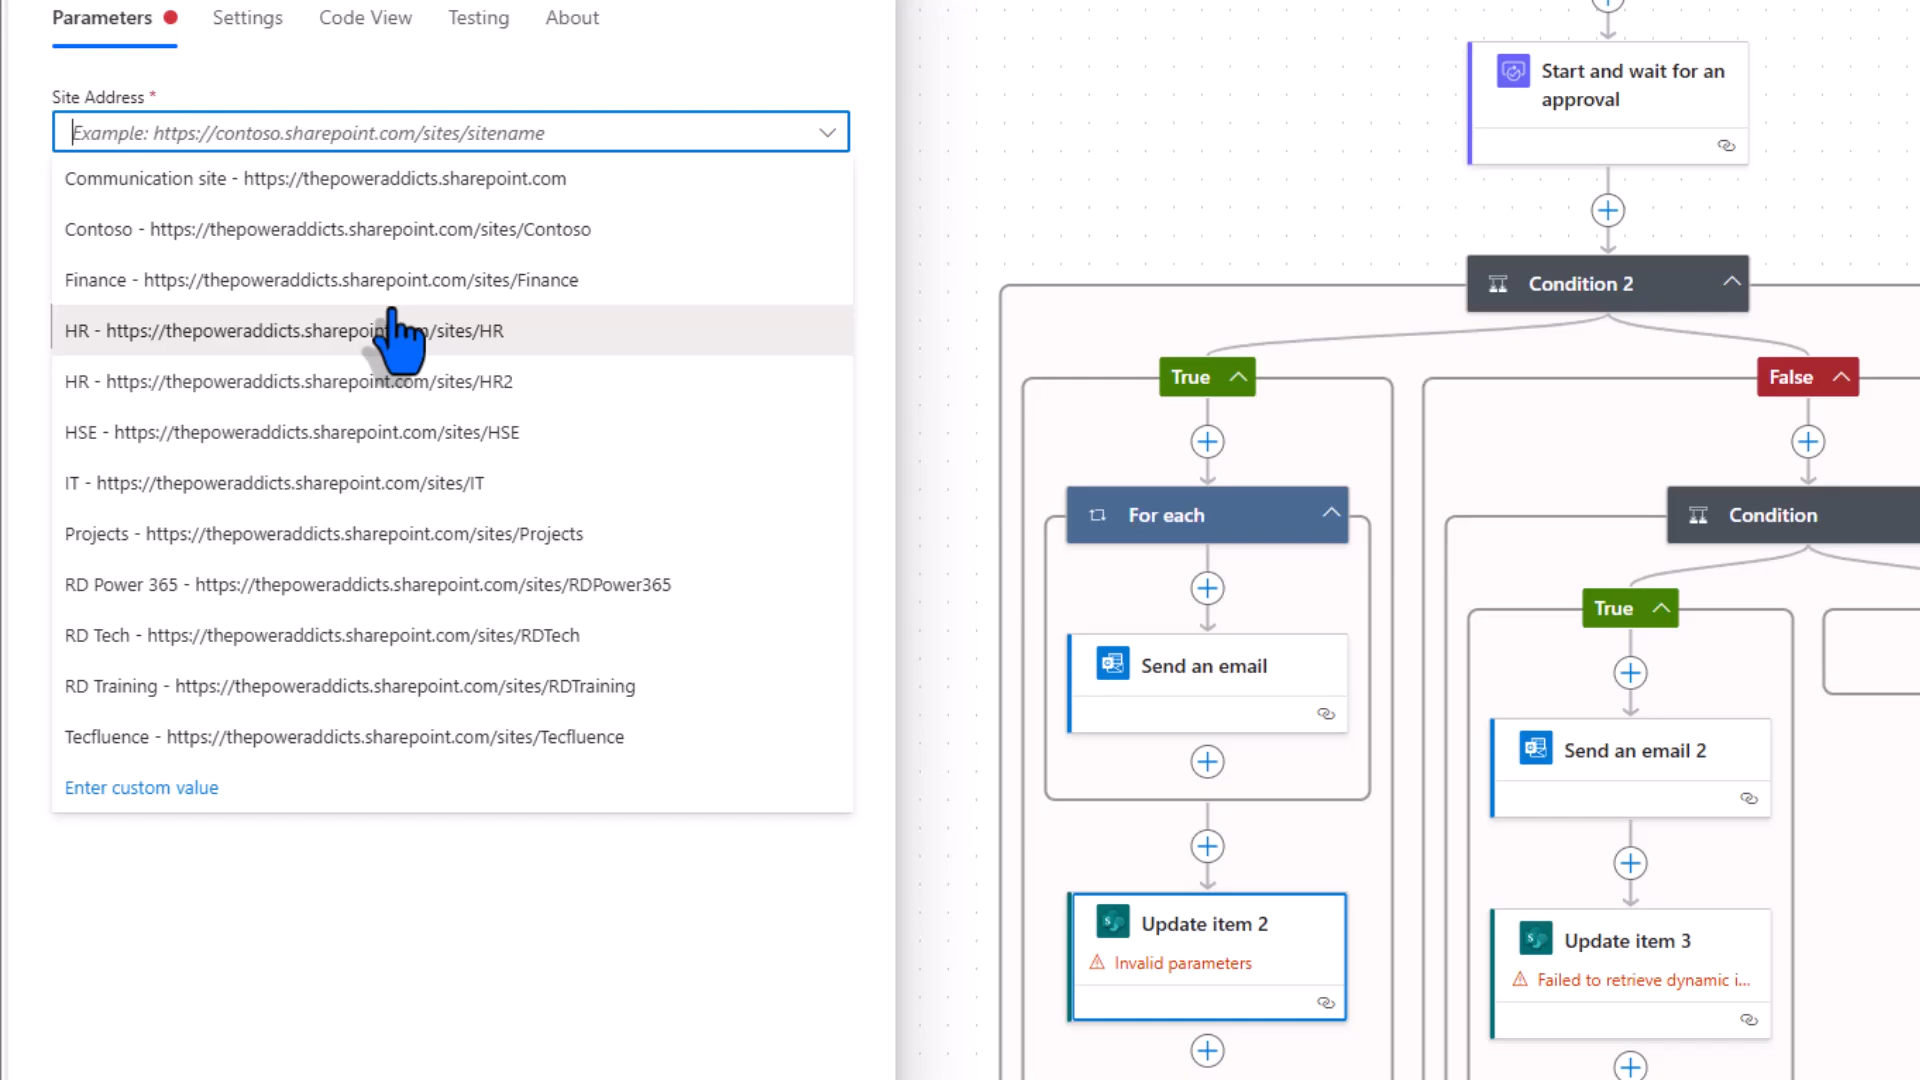 Parameters
Settings
Code View
Testing
About
Site Address *
Example: https://contoso.sharepoint.com/sites/sitename
Communication site - https://thepoweraddicts.sharepoint.com
Contoso - https://thepoweraddicts.sharepoint.com/sites/Contoso
Finance - https://thepoweraddicts.sharepoint.com/sites/Finance
HR - https://thepoweraddicts.sharepoint.com/sites/HR
HR - https://thepoweraddicts.sharepoint.com/sites/HR2
HSE - https://thepoweraddicts.sharepoint.com/sites/HSE
IT - https://thepoweraddicts.sharepoint.com/sites/IT
Projects - https://thepoweraddicts.sharepoint.com/sites/Projects
RD Power 365 - https://thepoweraddicts.sharepoint.com/sites/RDPower365
RD Tech - https://thepoweraddicts.sharepoint.com/sites/RDTech
RD Training - https://thepoweraddicts.sharepoint.com/sites/RDTraining
Tecfluence - https://thepoweraddicts.sharepoint.com/sites/Tecfluence
Enter custom value
Start and wait for an
approval
Condition 2
True
False
For each
Condition
True
Send an email
Send an email 2
Update item 2
Invalid parameters
Update item 3
Failed to retrieve dynamic i...